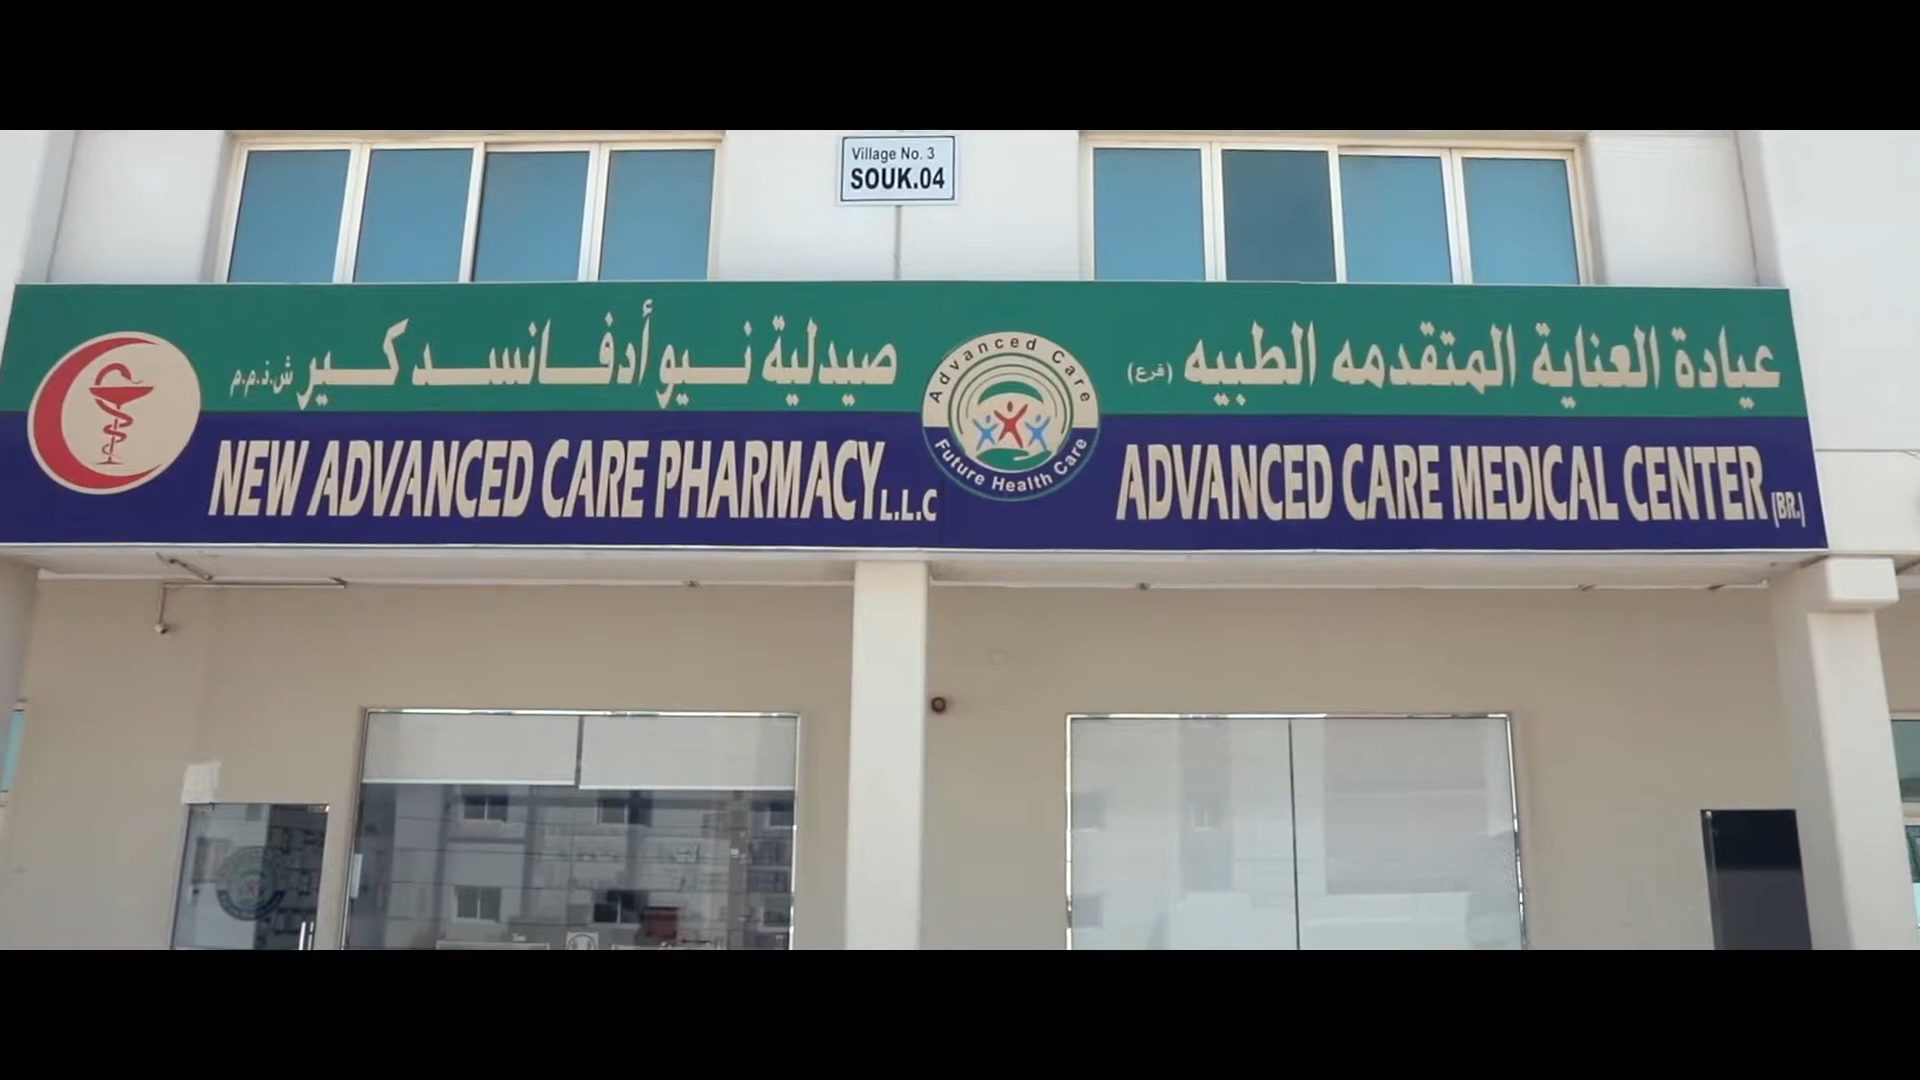 Village No. 3
SOUK.04
صيدلية نيو أدفانسد كير ش.ذ.م.م
NEW ADVANCED CARE PHARMACY L.L.C
Advanced Care
Future Health Care
عيادة العناية المتقدمه الطبيه (فرع)
ADVANCED CARE MEDICAL CENTER (BR.)